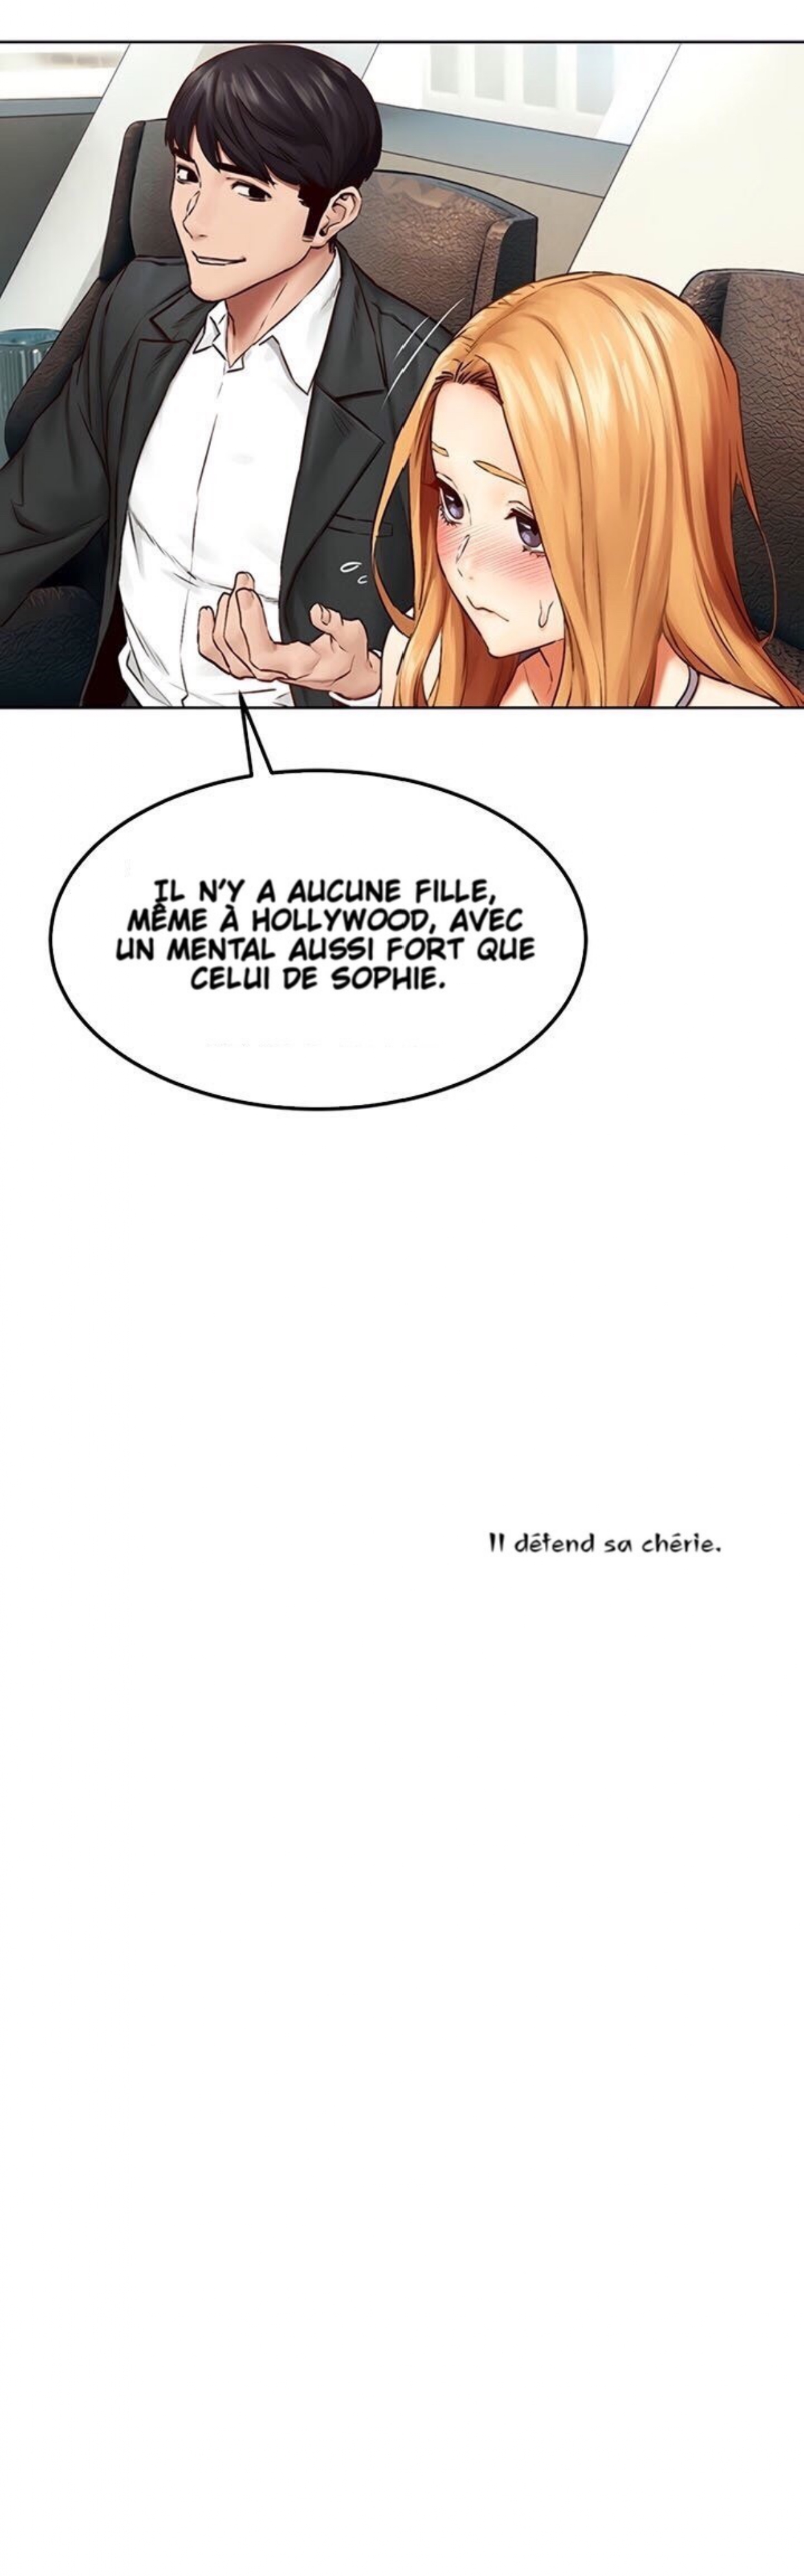 IL N'Y A AUCUNE FILLE,
MÊME À HOLLYWOOD, AVEC
UN MENTAL AUSSI FORT QUE
CELUI DE SOPHIE.
Il défend sa chérie.